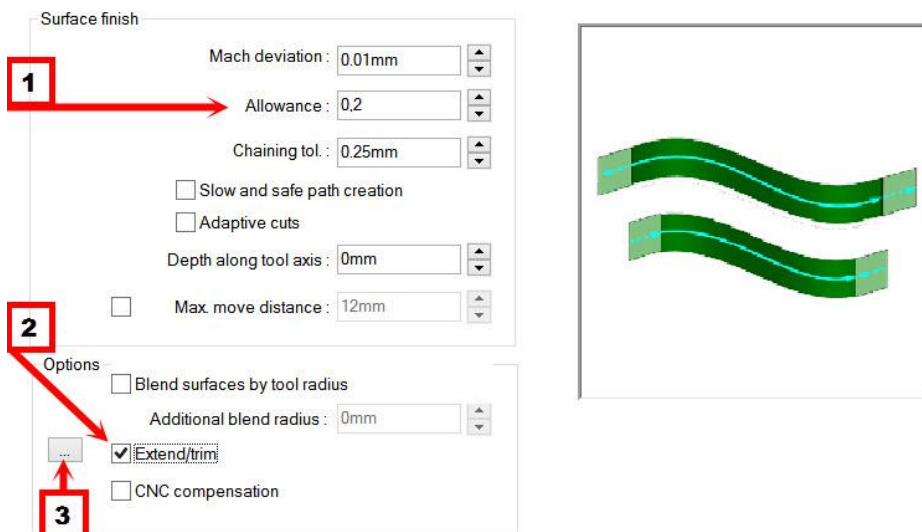 Surface finish
Mach deviation : 0.01mm
1
Allowance : 0,2
Chaining tol. : 0.25mm
Slow and safe path creation
Adaptive cuts
Depth along tool axis : 0mm
Max. move distance : 12mm
2
Options
Blend surfaces by tool radius
Additional blend radius : 0mm
... Extend/trim
CNC compensation
3